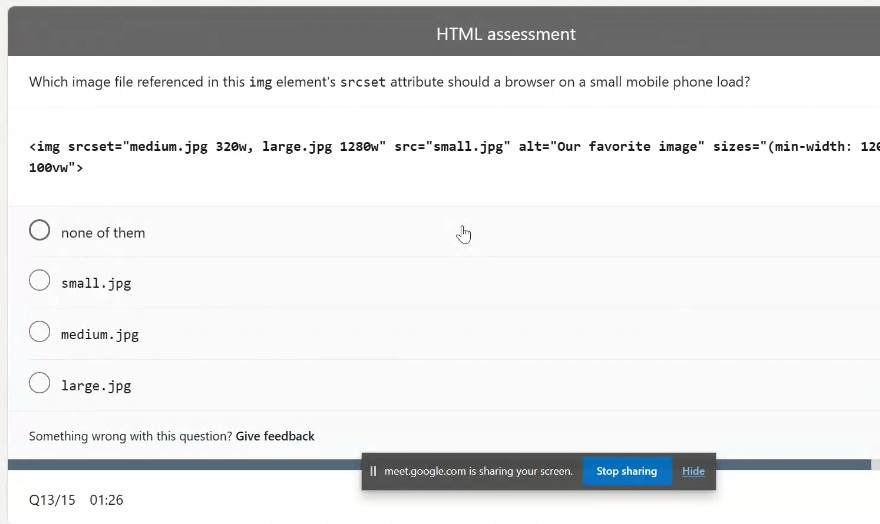 HTML assessment
Which image file referenced in this img element's srcset attribute should a browser on a small mobile phone load?
<img srcset="medium.jpg 320w, large.jpg 1280w" src="small.jpg" alt="Our favorite image" sizes="(min-width:
100vw">
none of them
small.jpg
medium.jpg
large.jpg
Something wrong with this question? Give feedback
meet.google.com is sharing your screen. Stop sharing Hide
Q13/15 01:26